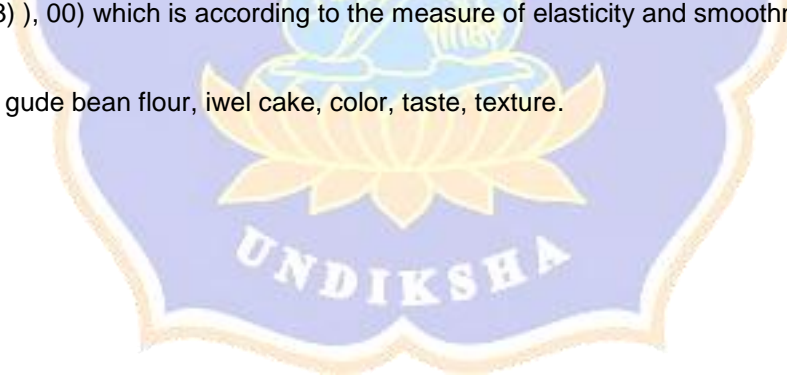 3) ), 00) which is according to the measure of elasticity and
gude bean flour, iwel cake, color, taste, texture.
UNDIKSHA